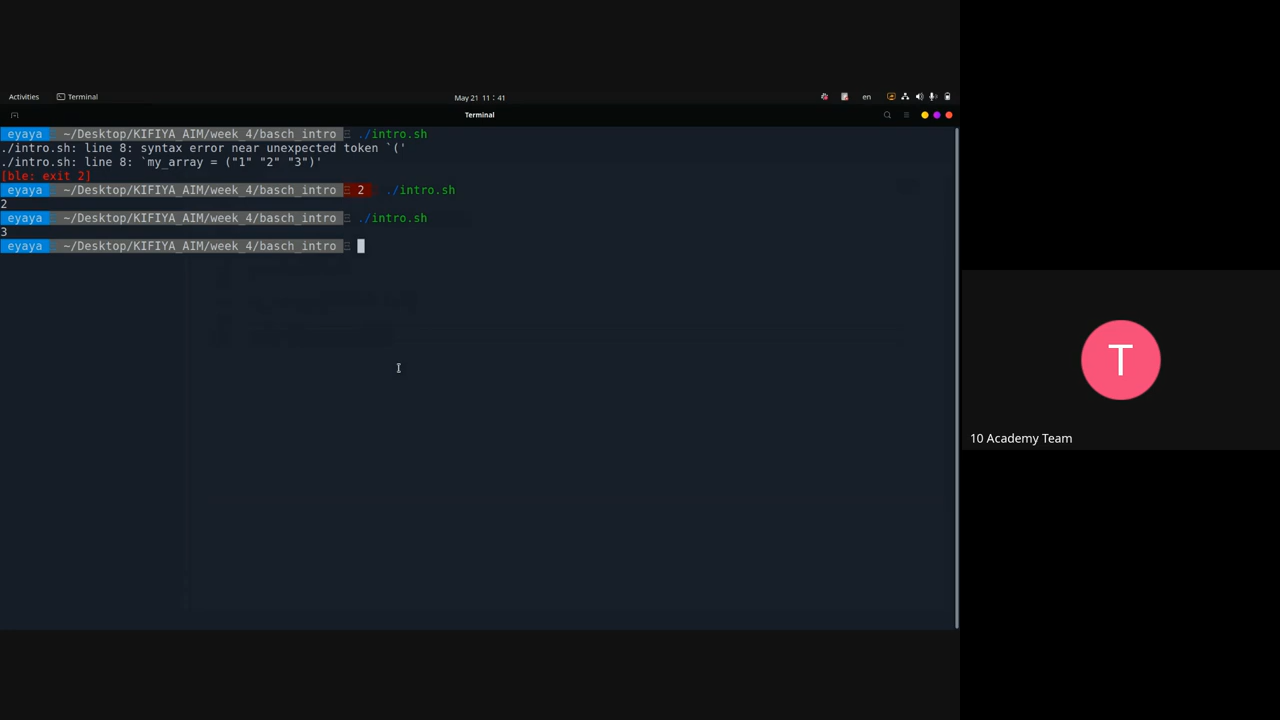 Activities
Terminal
May 21 11:41
en
Terminal
eyaya ~/Desktop/KIFIYA_AIM/week_4/basch_intro ./intro.sh
./intro.sh: line 8: syntax error near unexpected token `('
./intro.sh: line 8: `my_array = ("1" "2" "3")'
[ble: exit 2]
eyaya ~/Desktop/KIFIYA_AIM/week_4/basch_intro 2 ./intro.sh
2
eyaya ~/Desktop/KIFIYA_AIM/week_4/basch_intro ./intro.sh
3
eyaya ~/Desktop/KIFIYA_AIM/week_4/basch_intro
T
10 Academy Team